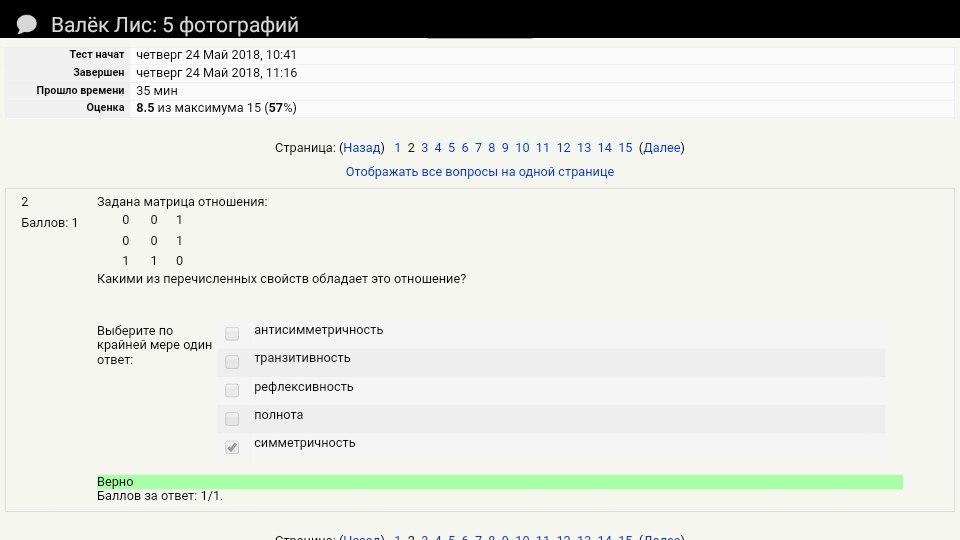 Валёк Лис: 5 фотографий
Тест начат четверг 24 Май 2018, 10:41
Завершен четверг 24 Май 2018, 11:16
Прошло времени 35 мин
Оценка 8.5 из максимума 15 (57%)
Страница: (Назад) 1 2 3 4 5 6 7 8 9 10 11 12 13 14 15 (Далее)
Отображать все вопросы на одной странице
2
Баллов: 1
Задана матрица отношения:
0 0 1
0 0 1
1 1 0
Какими из перечисленных свойств обладает это отношение?
Выберите по
крайней мере один
ответ:
антисимметричность
транзитивность
рефлексивность
полнота
симметричность
Верно
Баллов за ответ: 1/1.
Страница: (Назад) 1 2 3 4 5 6 7 8 9 10 11 12 13 14 15 (Далее)